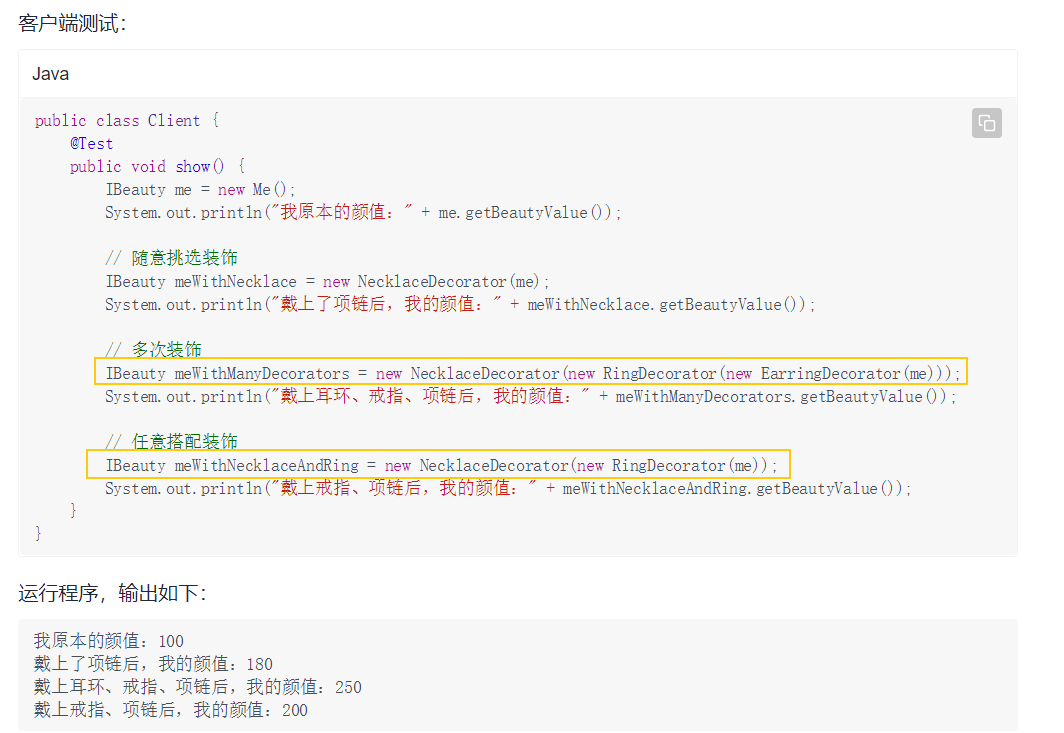 客户端测试：
Java
public class Client {
    @Test
    public void show() {
        IBeauty me = new Me();
        System.out.println("我原本的颜值：" + me.getBeautyValue());
        // 随意挑选装饰
        IBeauty meWithNecklace = new NecklaceDecorator(me);
        System.out.println("戴上了项链后，我的颜值：" + meWithNecklace.getBeautyValue());
        // 多次装饰
        IBeauty meWithManyDecorators = new NecklaceDecorator(new RingDecorator(new EarringDecorator(me)));
        System.out.println("戴上耳环、戒指、项链后，我的颜值：" + meWithManyDecorators.getBeautyValue());
        // 任意搭配装饰
        IBeauty meWithNecklaceAndRing = new NecklaceDecorator(new RingDecorator(me));
        System.out.println("戴上戒指、项链后，我的颜值：" + meWithNecklaceAndRing.getBeautyValue());
    }
}
运行程序，输出如下：
我原本的颜值：100
戴上了项链后，我的颜值：180
戴上耳环、戒指、项链后，我的颜值：250
戴上戒指、项链后，我的颜值：200